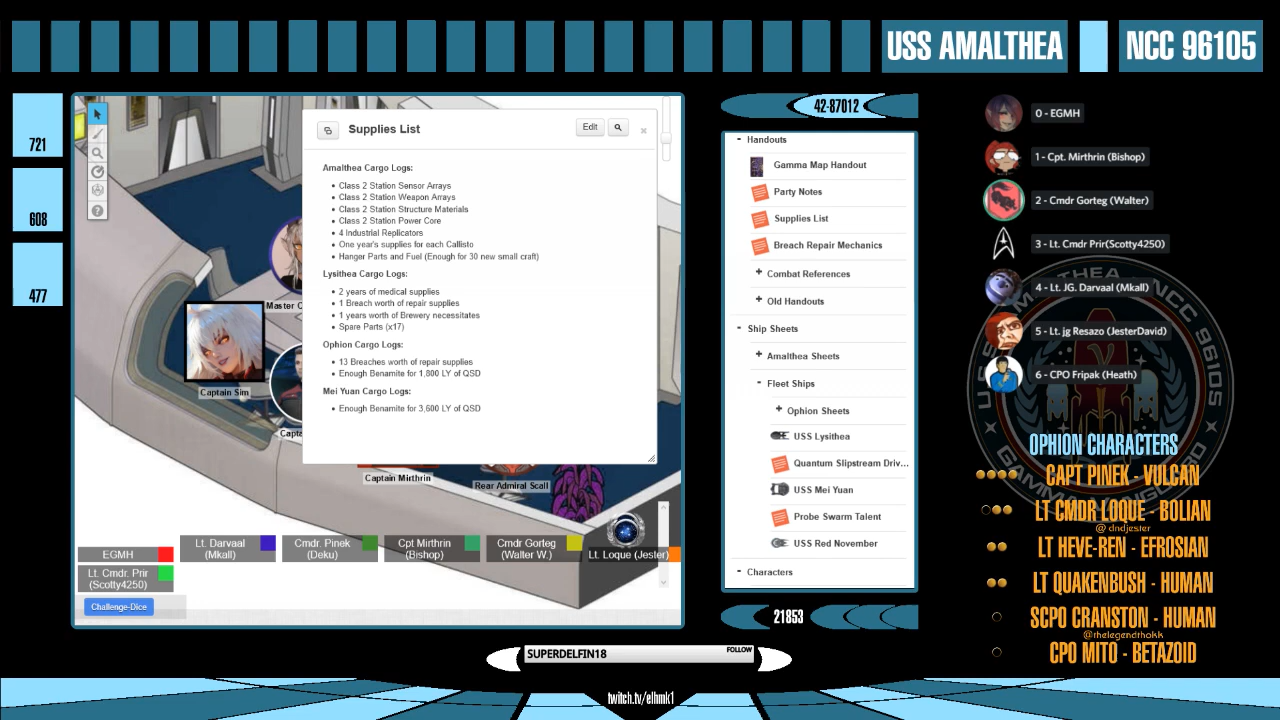 USS AMALTHEA
NCC 96105
721
608
477
Supplies List
Edit
Amalthea Cargo Logs:
Class 2 Station Sensor Arrays
Class 2 Station Weapon Arrays
Class 2 Station Structure Materials
Class 2 Station Power Core
4 Industrial Replicators
One year's supplies for each Callisto
Hanger Parts and Fuel (Enough for 30 new small craft)
Lysithea Cargo Logs:
2 years of medical supplies
1 Breach worth of repair supplies
1 years worth of Brewery necessitates
Spare Parts (x17)
Ophion Cargo Logs:
13 Breaches worth of repair supplies
Enough Benamite for 1,800 LY of QSD
Mei Yuan Cargo Logs:
Enough Benamite for 3,600 LY of QSD
Master C
Captain Sim
Capta
Captain Mirthrin
Rear Admiral Scall
EGMH
Lt. Darvaal
(Mkall)
Cmdr. Pinek
(Deku)
Cpt Mirthrin
(Bishop)
Cmdr Gorteg
(Walter W.)
Lt. Loque (Jester)
Lt. Cmdr. Prir
(Scotty4250)
Challenge-Dice
42-87012
- Handouts
Gamma Map Handout
Party Notes
Supplies List
Breach Repair Mechanics
+ Combat References
+ Old Handouts
- Ship Sheets
+ Amalthea Sheets
- Fleet Ships
+ Ophion Sheets
USS Lysithea
Quantum Slipstream Driv...
USS Mei Yuan
Probe Swarm Talent
USS Red November
- Characters
21853
0 - EGMH
1 - Cpt. Mirthrin (Bishop)
2 - Cmdr Gorteg (Walter)
3 - Lt. Cmdr Prir(Scotty4250)
4 - Lt. JG. Darvaal (Mkall)
5 - Lt. jg Resazo (JesterDavid)
6 - CPO Fripak (Heath)
OPHION CHARACTERS
CAPT PINEK - VULCAN
LT CMDR LOQUE - BOLIAN
@dndjester
LT HEVE-REN - EFROSIAN
LT QUAKENBUSH - HUMAN
SCPO CRANSTON - HUMAN
@thelegendthokk
CPO MITO - BETAZOID
SUPERDELFIN18
FOLLOW
twitch.tv/elhmk1